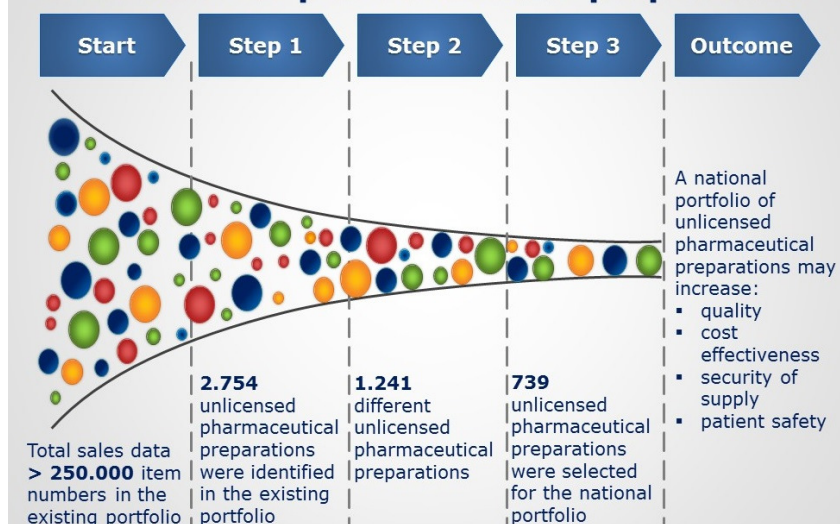 Start
Step 1
Step 2
Step 3
Outcome
Total sales data
> 250.000 item
numbers in the
existing portfolio
2.754
unlicensed
pharmaceutical
preparations
were identified
in the existing
portfolio
1.241
different
unlicensed
pharmaceutical
preparations
739
unlicensed
pharmaceutical
preparations
were selected
for the national
portfolio
A national
portfolio of
unlicensed
pharmaceutical
preparations may
increase:
▪ quality
▪ cost
effectiveness
▪ security of
supply
▪ patient safety